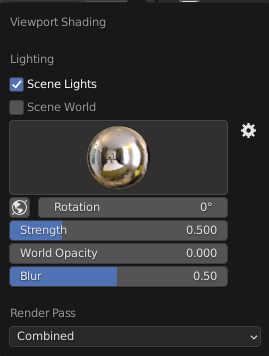 Viewport Shading
Lighting
Scene Lights
Scene World
Rotation 0°
Strength 0.500
World Opacity 0.000
Blur 0.50
Render Pass
Combined